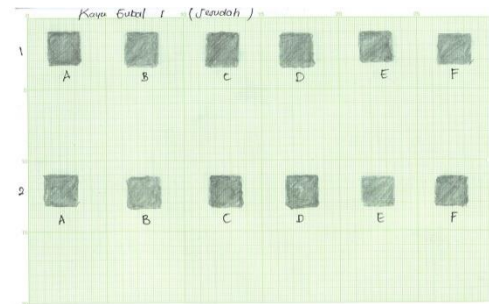 Kayu Gubal 1 (Sesudah)
1
A B C D E F
2
A B C D E F